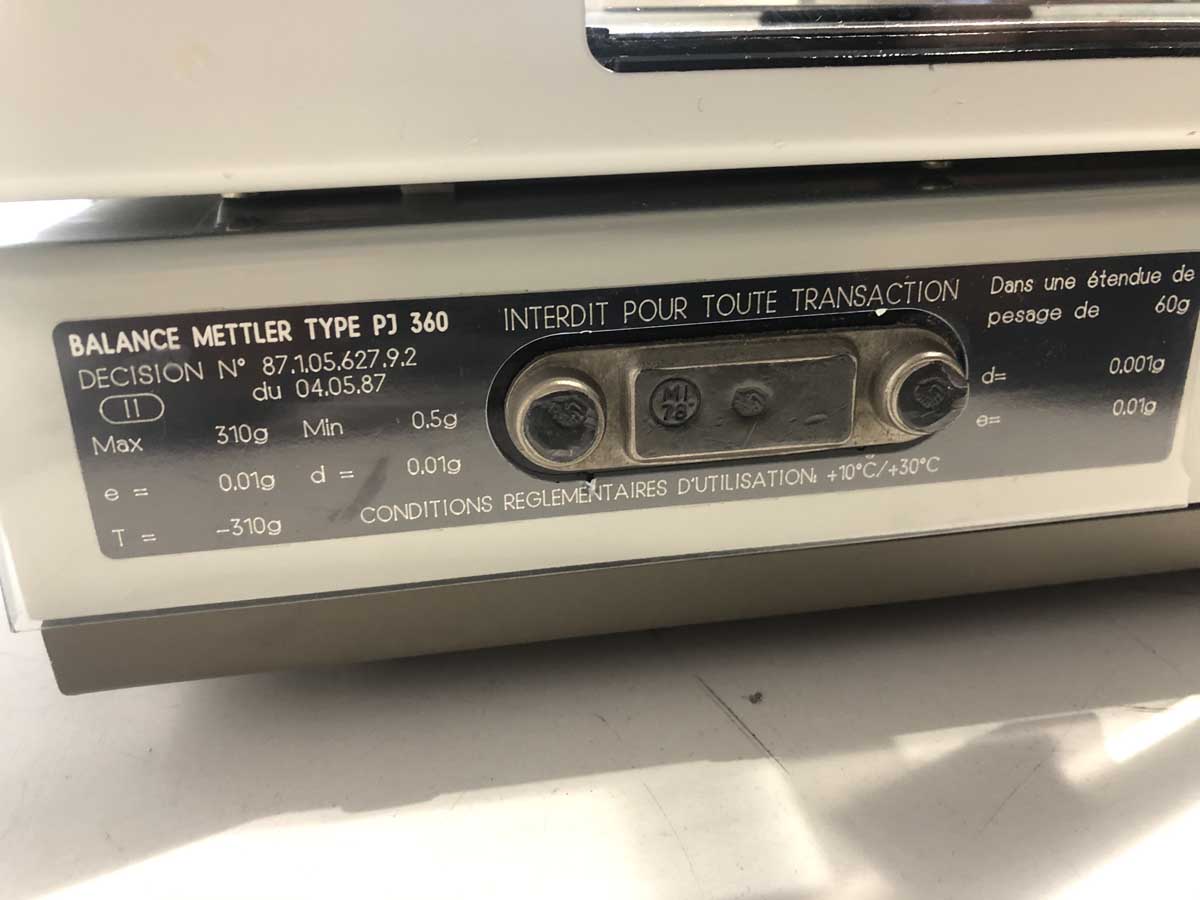 BALANCE METTLER TYPE PJ 360
DECISION N° 87.1.05.627.9.2
du 04.05.87
II
Max 310g Min 0,5g
e = 0,01g d = 0,01g
T = -310g
INTERDIT POUR TOUTE TRANSACTION
MI
78
CONDITIONS REGLEMENTAIRES D'UTILISATION: +10°C/+30°C
Dans une étendue de
pesage de 60g
d= 0.001g
e= 0.01g